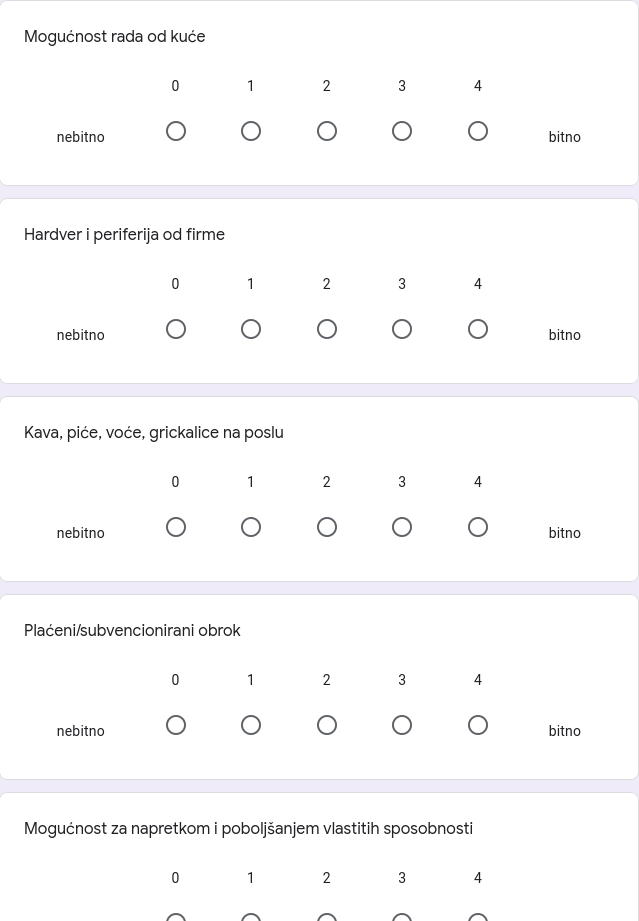 Mogućnost rada od kuće
0 1 2 3 4
nebitno bitno
Hardver i periferija od firme
0 1 2 3 4
nebitno bitno
Kava, piće, voće, grickalice na poslu
0 1 2 3 4
nebitno bitno
Plaćeni/subvencionirani obrok
0 1 2 3 4
nebitno bitno
Mogućnost za napretkom i poboljšanjem vlastitih sposobnosti
0 1 2 3 4